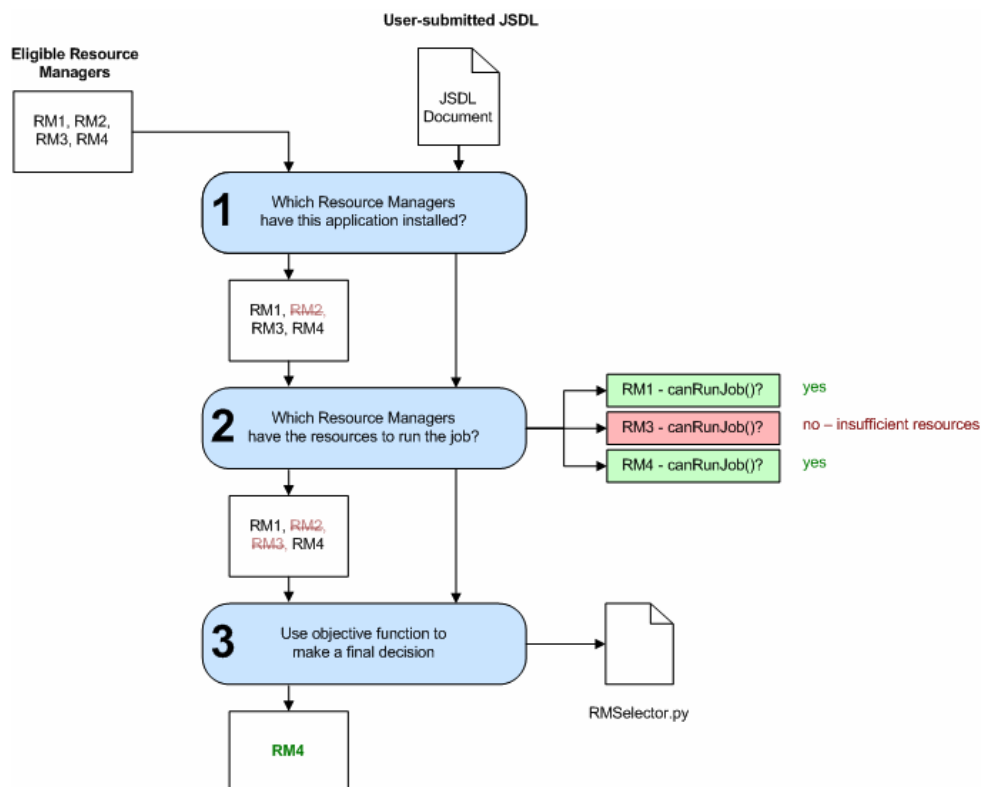 User-submitted JSDL
Eligible Resource
Managers
RM1, RM2,
RM3, RM4
JSDL
Document
1
Which Resource Managers
have this application installed?
RM1, RM2,
RM3, RM4
2
Which Resource Managers
have the resources to run the job?
RM1 - canRunJob()? yes
RM3 - canRunJob()? no – insufficient resources
RM4 - canRunJob()? yes
RM1, RM2,
RM3, RM4
3
Use objective function to
make a final decision
RMSelector.py
RM4